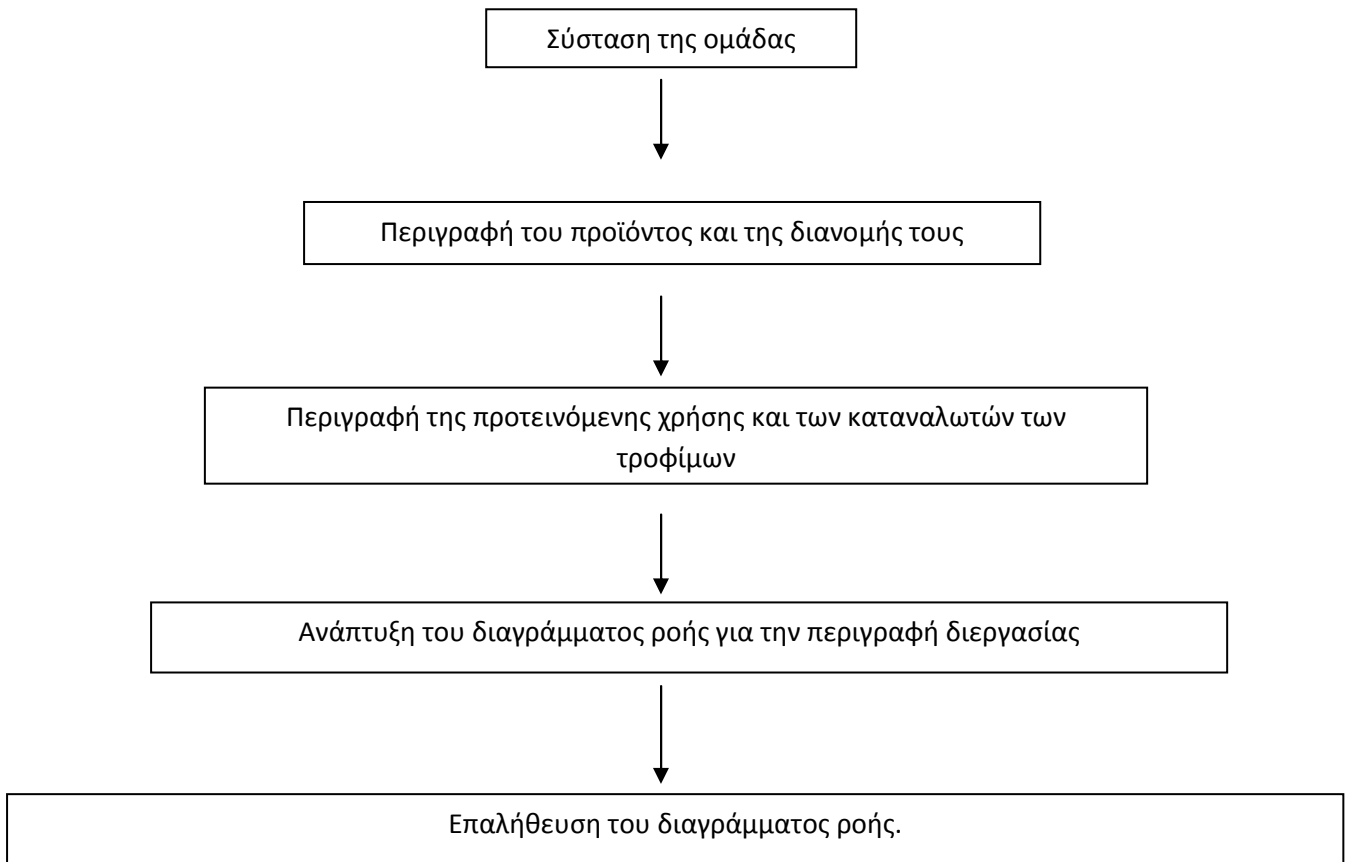 Σύσταση της ομάδας
Περιγραφή του προϊόντος και της διανομής τους
Περιγραφή της προτεινόμενης χρήσης και των καταναλωτών των
τροφίμων
Ανάπτυξη του διαγράμματος ροής για την περιγραφή διεργασίας
Επαλήθευση του διαγράμματος ροής.